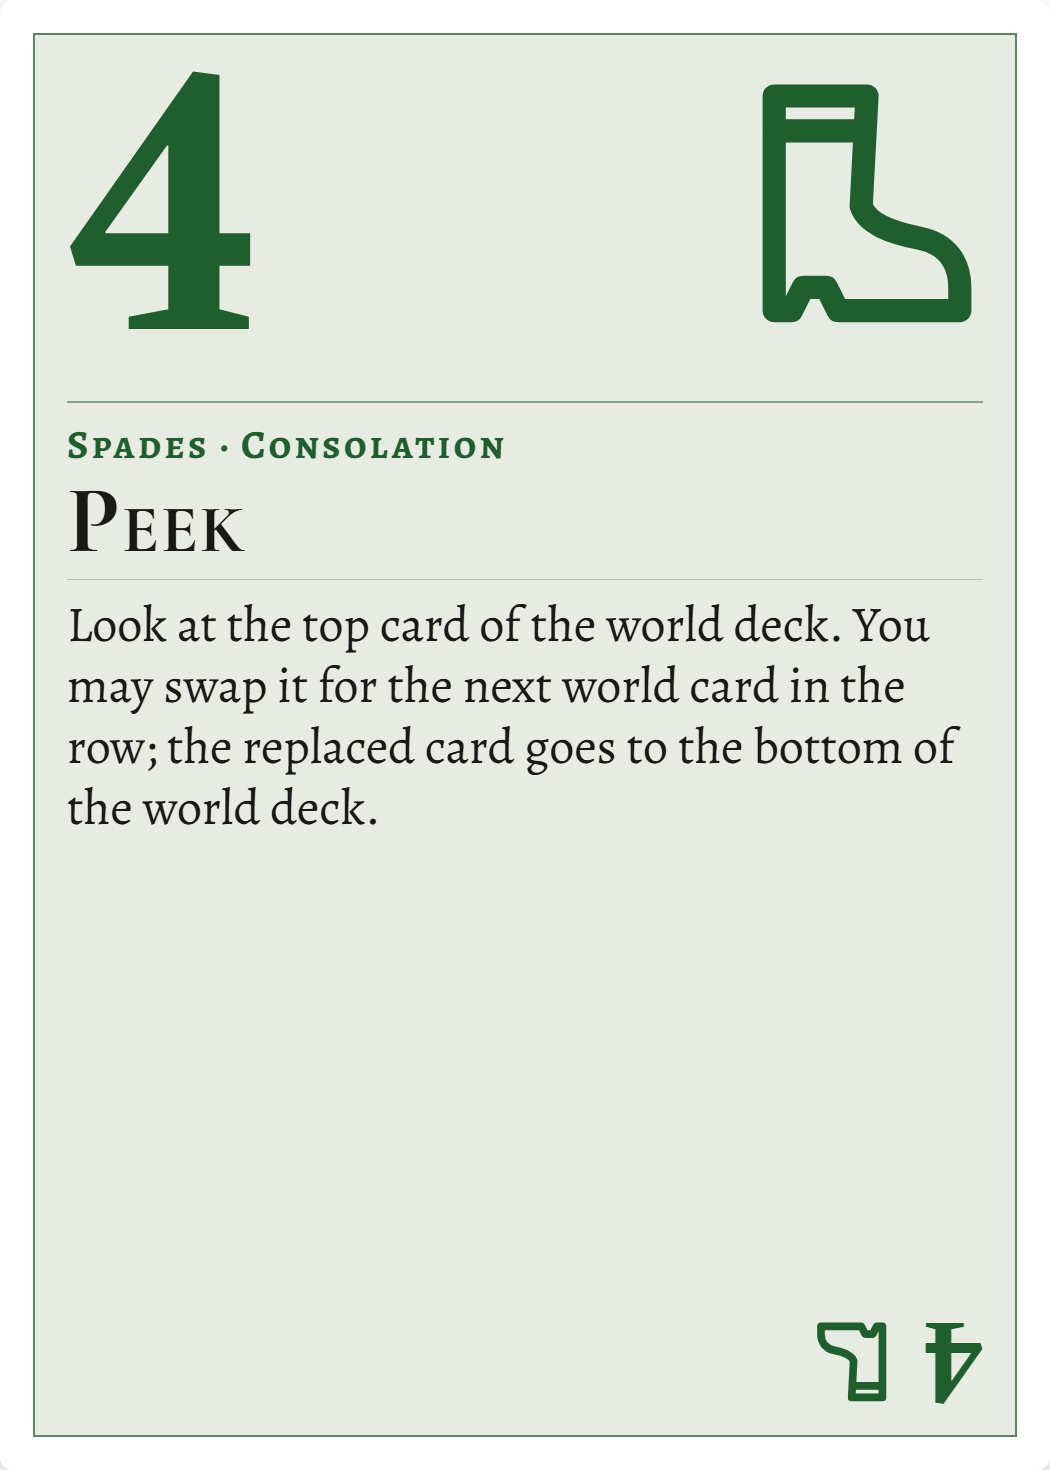 4
Spades · Consolation
Peek
Look at the top card of the world deck. You
may swap it for the next world card in the
row; the replaced card goes to the bottom of
the world deck.
4